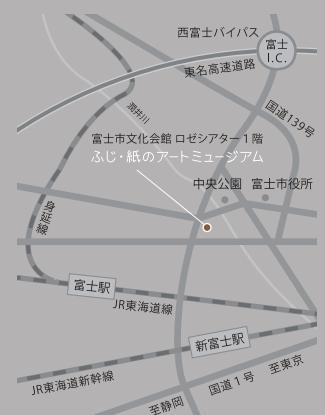 西富士バイパス
富士
I.C.
東名高速道路
国道139号
潤井川
富士市文化会館 ロゼシアター1階
ふじ・紙のアートミュージアム
中央公園 富士市役所
身延線
富士駅
JR東海道線
新富士駅
JR東海道新幹線
国道1号 至東京
至静岡